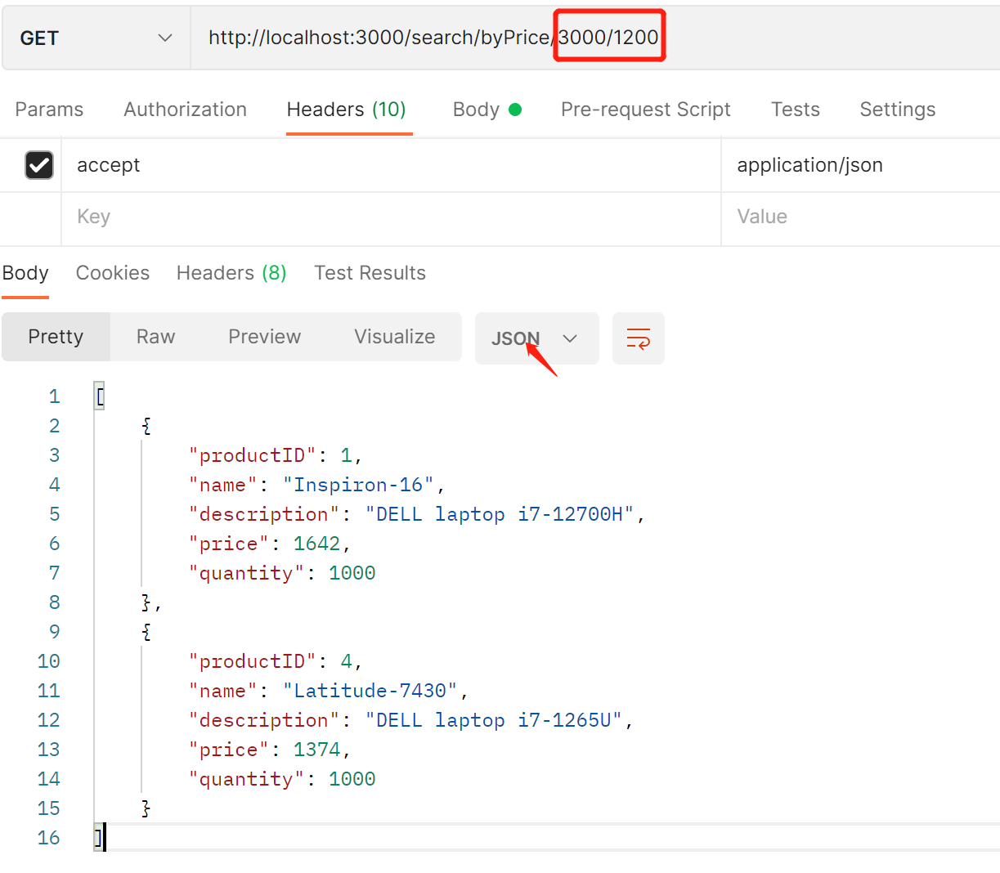 GET http://localhost:3000/search/byPrice/3000/1200
Params Authorization Headers (10) Body Pre-request Script Tests Settings
accept application/json
Key Value
Body Cookies Headers (8) Test Results
Pretty Raw Preview Visualize JSON
1 [
2 {
3 "productID": 1,
4 "name": "Inspiron-16",
5 "description": "DELL laptop i7-12700H",
6 "price": 1642,
7 "quantity": 1000
8 },
9 {
10 "productID": 4,
11 "name": "Latitude-7430",
12 "description": "DELL laptop i7-1265U",
13 "price": 1374,
14 "quantity": 1000
15 }
16 ]